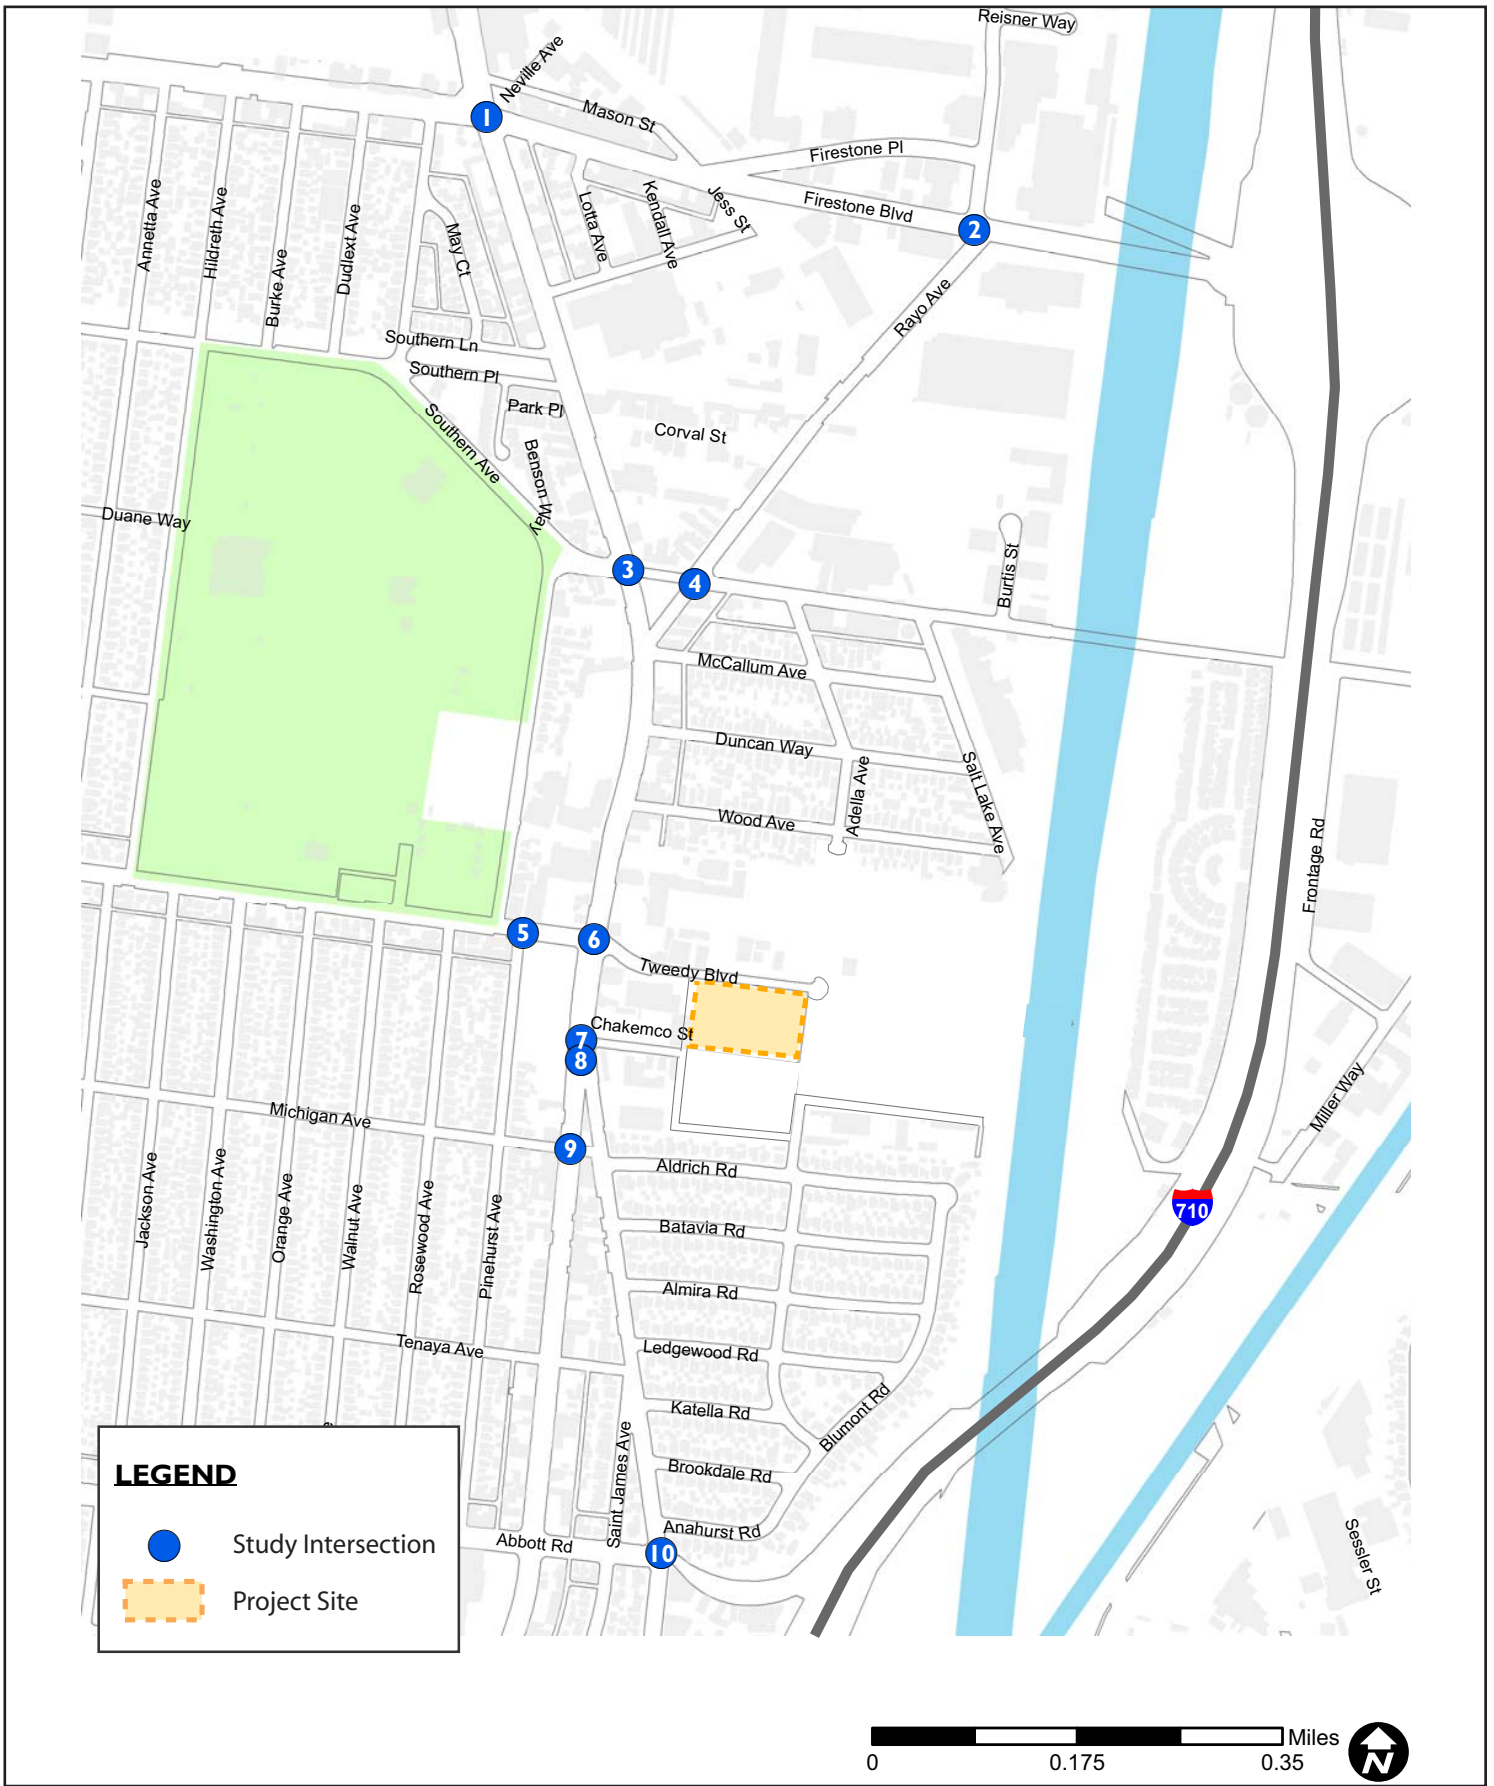 Reisner Way
Neville Ave
1
Mason St
Firestone Pl
Firestone Blvd
2
Annetta Ave
Hildreth Ave
Burke Ave
Dudlext Ave
May Ct
Lotta Ave
Kendall Ave
Jess St
Rayo Ave
Southern Ln
Southern Pl
Park Pl
Southern Ave
Benson Way
Corval St
Duane Way
3
4
Burtis St
McCallum Ave
Duncan Way
Adella Ave
Salt Lake Ave
Wood Ave
Frontage Rd
5
6
Tweedy Blvd
Chakemco St
7
8
Michigan Ave
9
Miller Way
Jackson Ave
Washington Ave
Orange Ave
Walnut Ave
Rosewood Ave
Pinehurst Ave
Aldrich Rd
710
Batavia Rd
Almira Rd
Tenaya Ave
Ledgewood Rd
Katella Rd
Blumont Rd
Brookdale Rd
Saint James Ave
Anahurst Rd
Abbott Rd
10
Sessler St
LEGEND
Study Intersection
Project Site
Miles
0
0.175
0.35
N